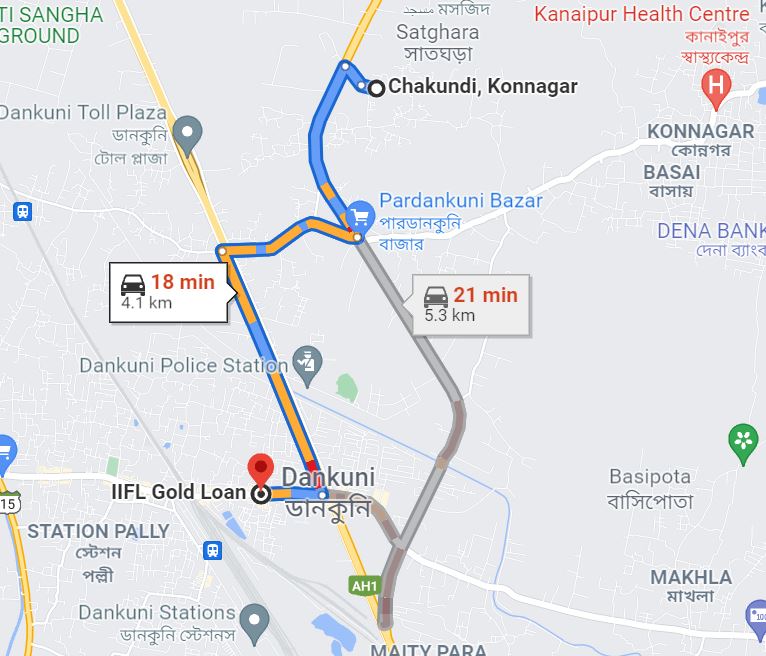 TI SANGHA
GROUND
মসজিদ
Satghara
সাতঘড়া
Kanaipur Health Centre
কানাইপুর
স্বাস্থ্যকেন্দ্র
H
Chakundi, Konnagar
Dankuni Toll Plaza
ডানকুনি
টোল প্লাজা
KONNAGAR
কোন্নগর
BASAI
বাসায়
Pardankuni Bazar
পারডানকুনি
বাজার
DENA BANK
দেনা ব্যাংক
18 min
4.1 km
21 min
5.3 km
Dankuni Police Station
Dankuni
ডানকুনি
IIFL Gold Loan
15
Basipota
বাসিপোতা
STATION PALLY
স্টেশন
পল্লী
AH1
MAKHLA
মাখলা
Dankuni Stations
ডানকুনি স্টেশনস
MAITY PARA